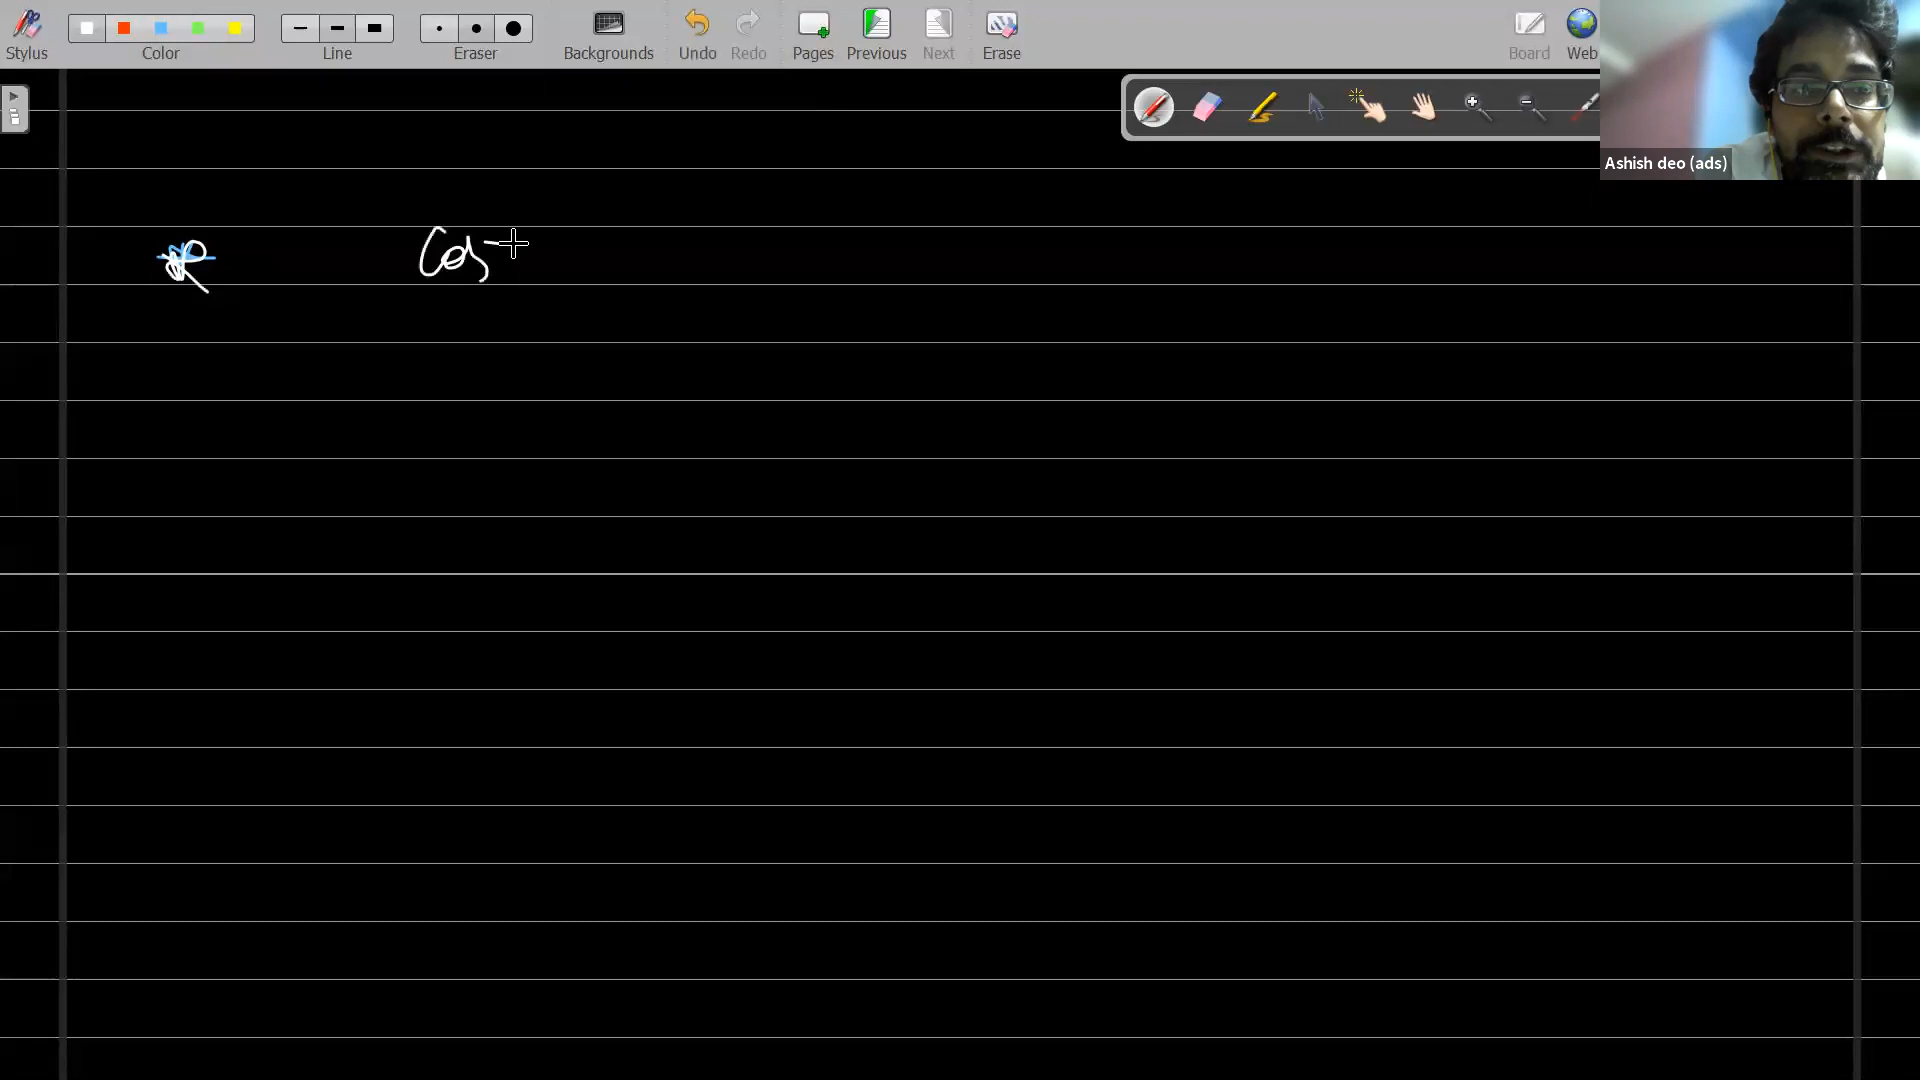 Stylus Color Line Eraser Backgrounds Undo Redo Pages Previous Next Erase Board Web
Ashish deo (ads)
Cos